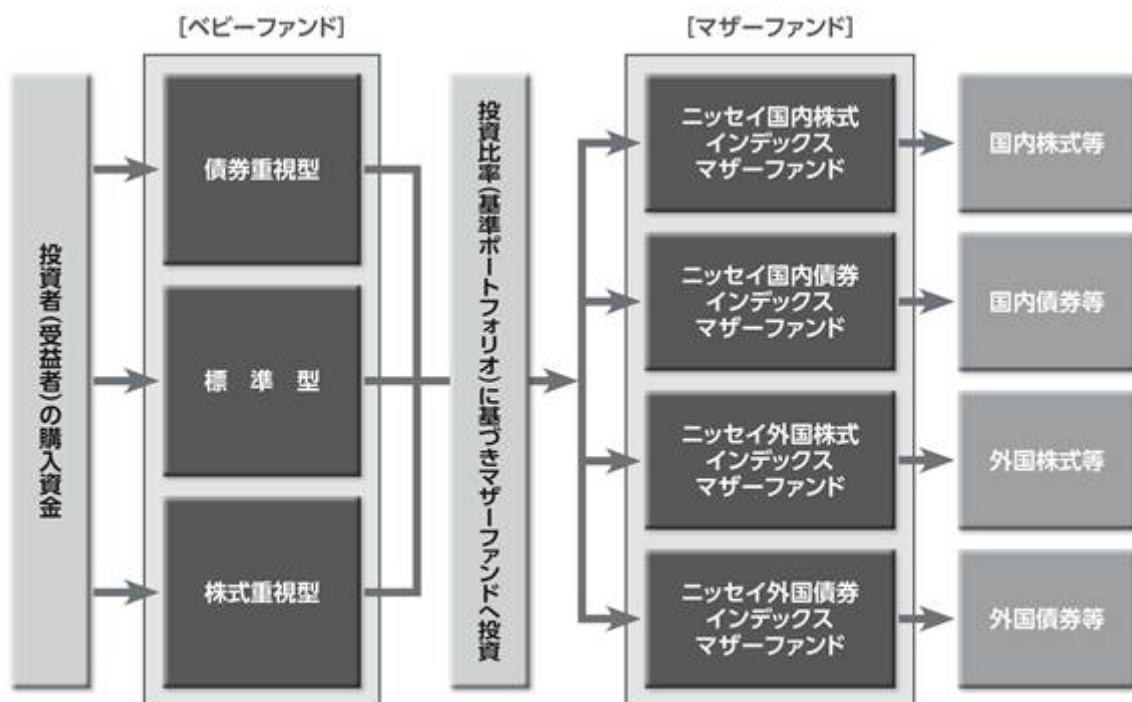 [ベビーファンド]
[マザーファンド]
投資者(受益者)の購入資金
債券重視型
標　準　型
株式重視型
投資比率(基準ポートフォリオ)に基づきマザーファンドへ投資
ニッセイ国内株式
インデックス
マザーファンド
国内株式等
ニッセイ国内債券
インデックス
マザーファンド
国内債券等
ニッセイ外国株式
インデックス
マザーファンド
外国株式等
ニッセイ外国債券
インデックス
マザーファンド
外国債券等